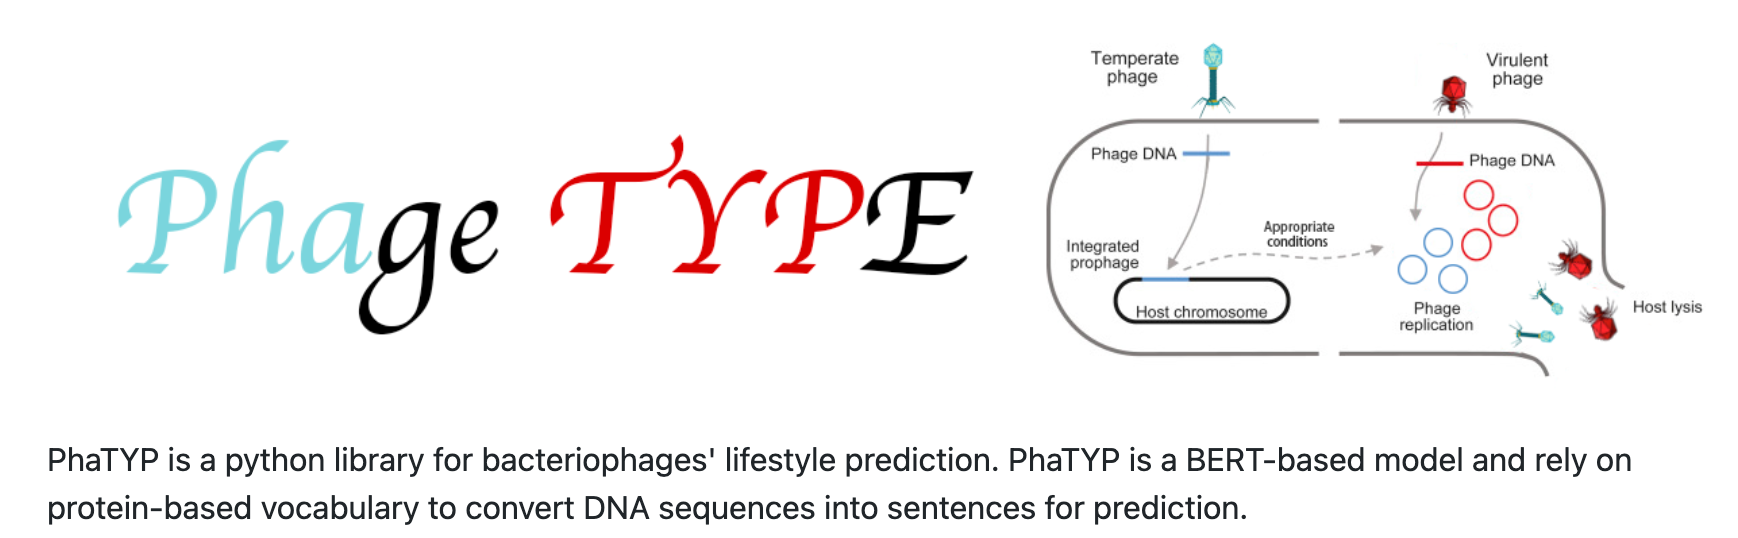 Phage TYPE
Temperate
phage
Virulent
phage
Phage DNA
Phage DNA
Appropriate
conditions
Integrated
prophage
Host chromosome
Phage
replication
Host lysis
PhaTYP is a python library for bacteriophages' lifestyle prediction. PhaTYP is a BERT-based model and rely on
protein-based vocabulary to convert DNA sequences into sentences for prediction.